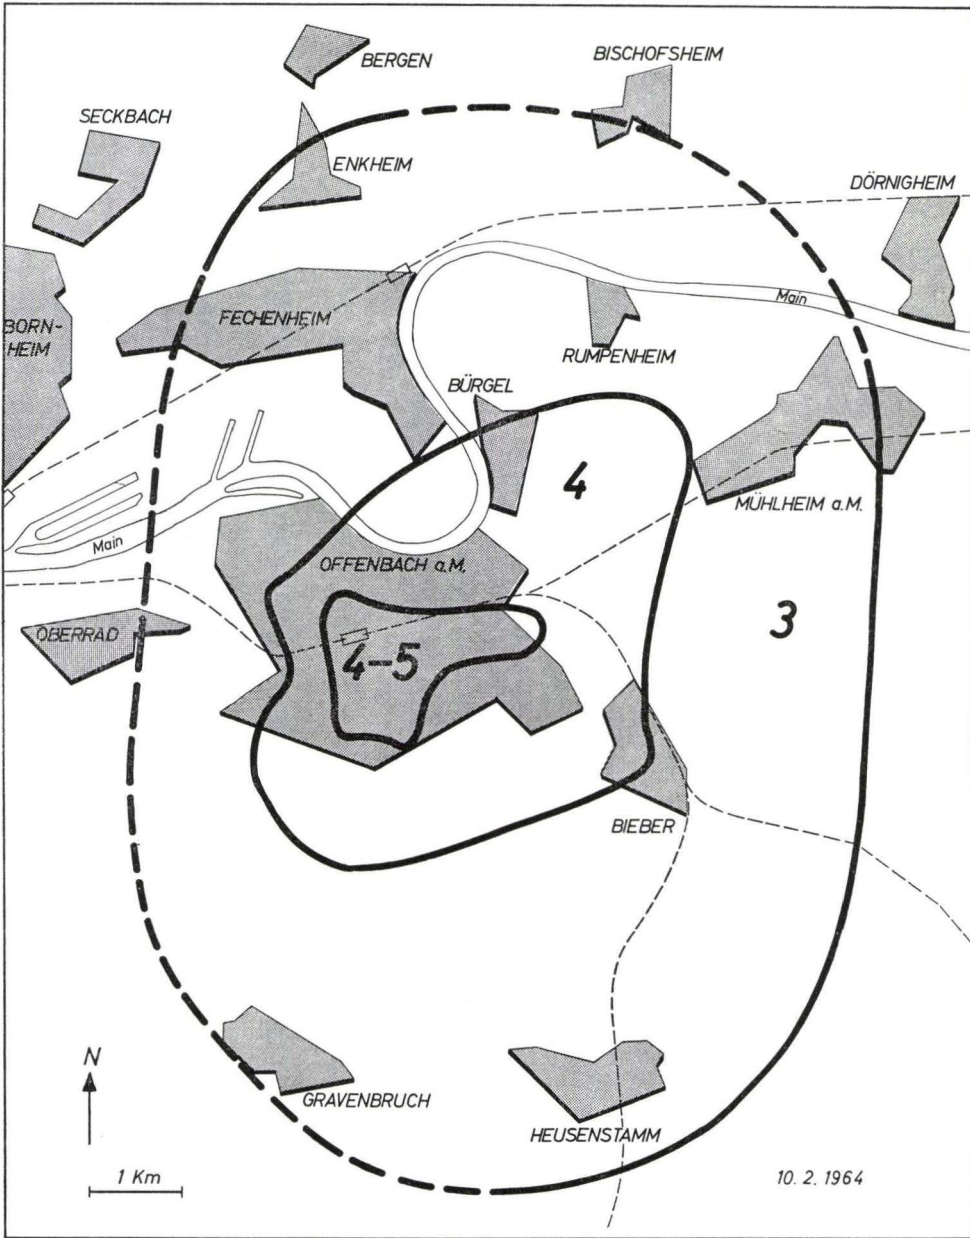 BERGEN
BISCHOFSHEIM
SECKBACH
ENKHEIM
DÖRNIGHEIM
Main
FECHENHEIM
BORN-
HEIM
RUMPENHEIM
BÜRGEL
4
MÜHLHEIM a.M.
Main
OFFENBACH a.M.
3
OBERRAD
4-5
BIEBER
N
GRAVENBRUCH
HEUSENSTAMM
1 Km
10. 2. 1964